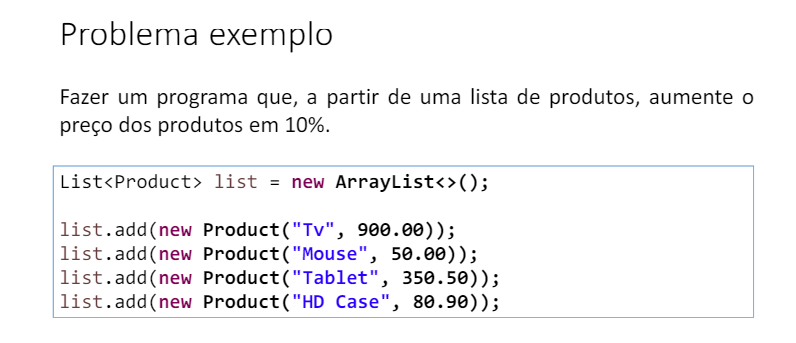 Problema exemplo
Fazer um programa que, a partir de uma lista de produtos, aumente o
preço dos produtos em 10%.
List<Product> list = new ArrayList<>();
list.add(new Product("Tv", 900.00));
list.add(new Product("Mouse", 50.00));
list.add(new Product("Tablet", 350.50));
list.add(new Product("HD Case", 80.90));